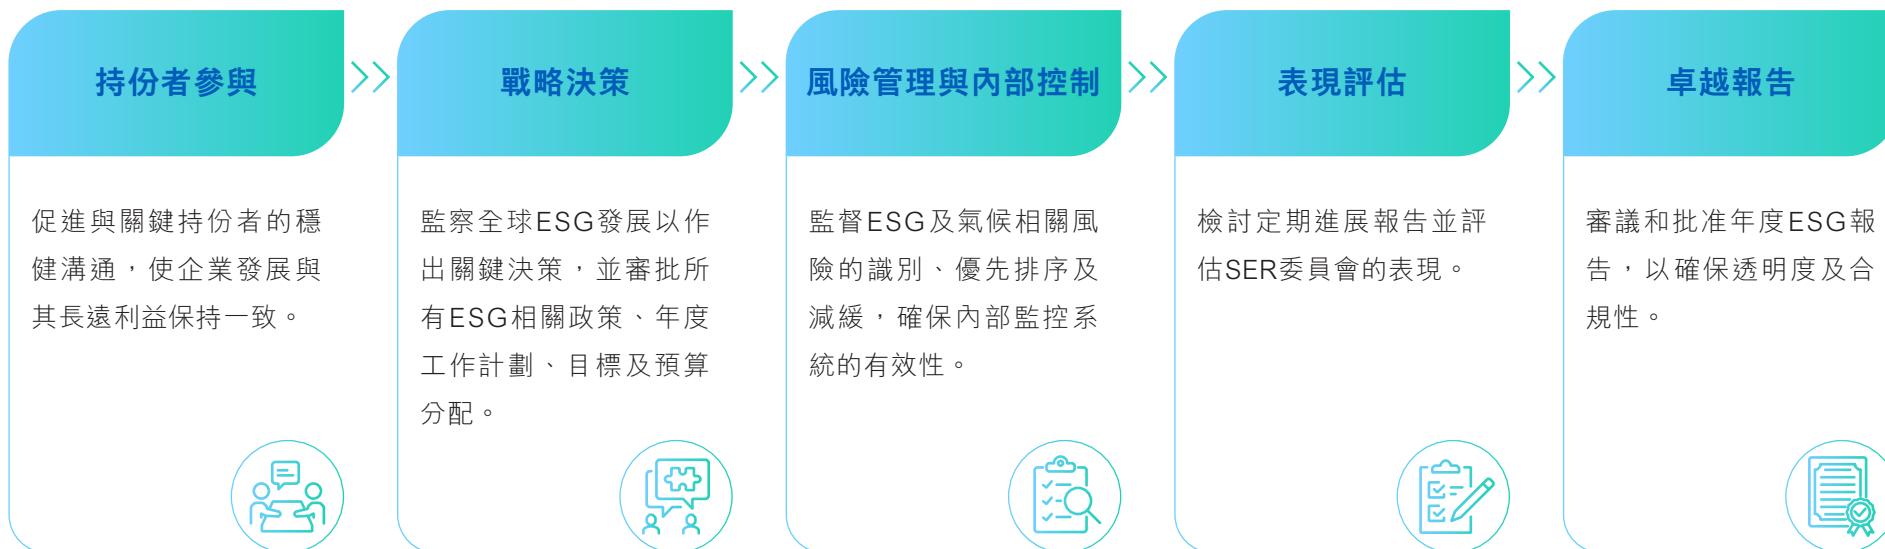 持份者參與
促進與關鍵持份者的穩
健溝通，使企業發展與
其長遠利益保持一致。
戰略決策
監察全球ESG發展以作
出關鍵決策，並審批所
有ESG相關政策、年度
工作計劃、目標及預算
分配。
風險管理與內部控制
監督ESG及氣候相關風
險的識別、優先排序及
減緩，確保內部監控系
統的有效性。
表現評估
檢討定期進展報告並評
估SER委員會的表現。
卓越報告
審議和批准年度ESG報
告，以確保透明度及合
規性。